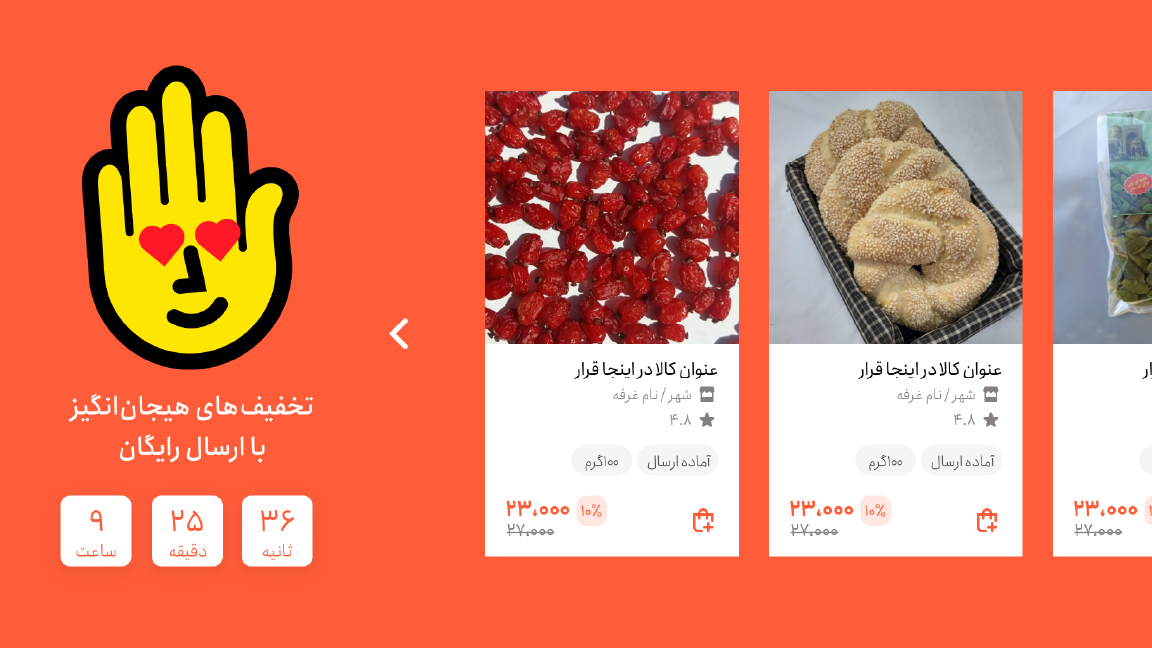 تخفیف‌های هیجان‌انگیز
با ارسال رایگان
۹
ساعت
۲۵
دقیقه
۳۶
ثانیه
عنوان کالا در اینجا قرار
شهر / نام غرفه
۴.۸
آماده ارسال
۱۰۰گرم
۲۳،۰۰۰
۱۰%
۲۷،۰۰۰
عنوان کالا در اینجا قرار
شهر / نام غرفه
۴.۸
آماده ارسال
۱۰۰گرم
۲۳،۰۰۰
۱۰%
۲۷،۰۰۰
۲۳،۰۰۰
۲۷،۰۰۰